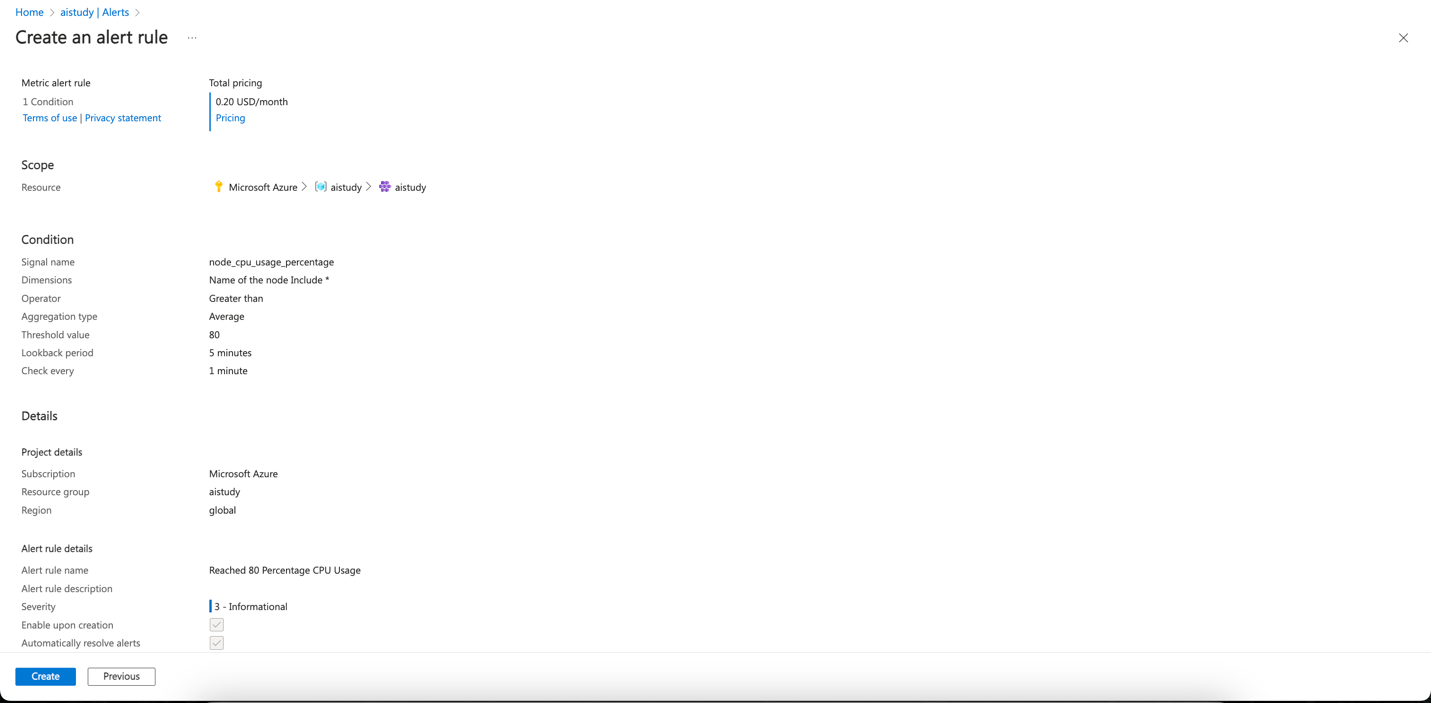 Home > aistudy | Alerts >
Create an alert rule ...
Metric alert rule Total pricing
1 Condition 0.20 USD/month
Terms of use | Privacy statement Pricing
Scope
Resource Microsoft Azure > aistudy > aistudy
Condition
Signal name node_cpu_usage_percentage
Dimensions Name of the node Include *
Operator Greater than
Aggregation type Average
Threshold value 80
Lookback period 5 minutes
Check every 1 minute
Details
Project details
Subscription Microsoft Azure
Resource group aistudy
Region global
Alert rule details
Alert rule name Reached 80 Percentage CPU Usage
Alert rule description
Severity 3 - Informational
Enable upon creation
Automatically resolve alerts
Create Previous